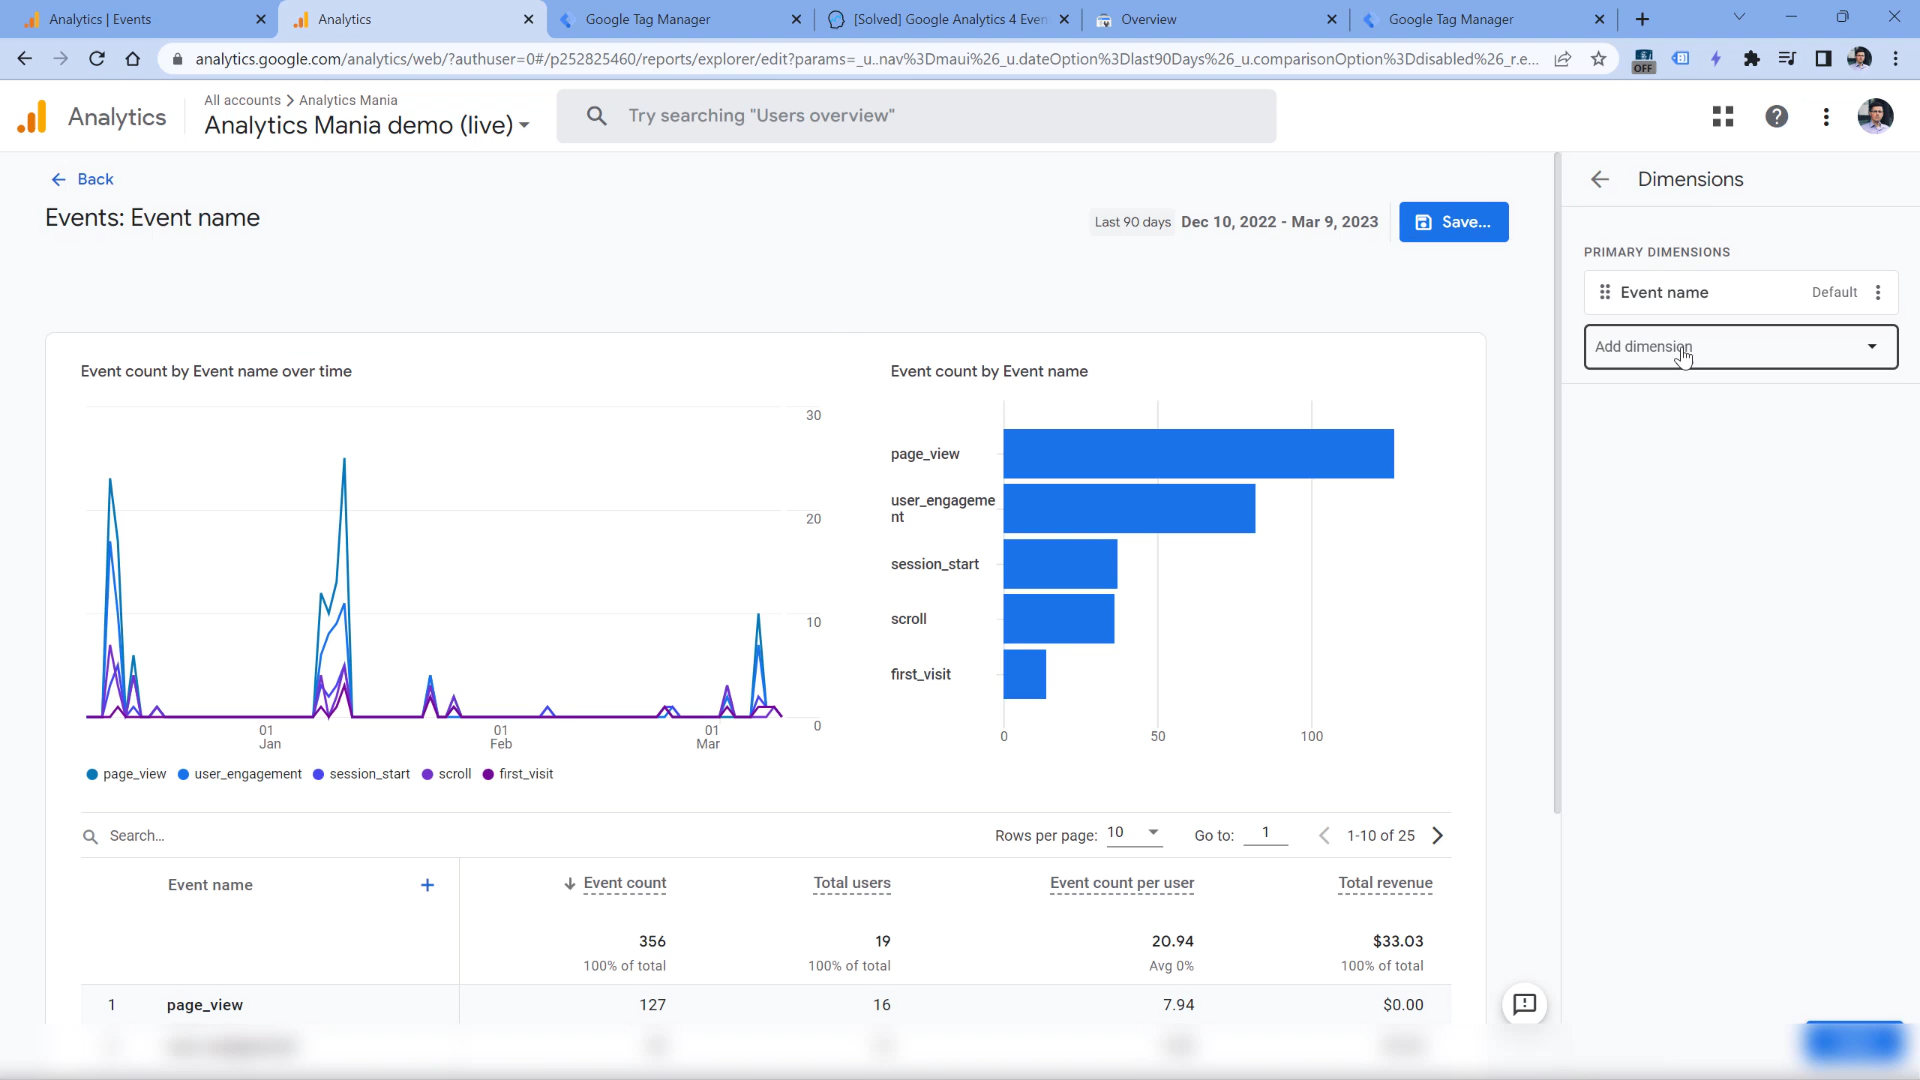 Analytics | Events
Analytics
Google Tag Manager
[Solved] Google Analytics 4 Even
Overview
Google Tag Manager
analytics.google.com/analytics/web/?authuser=0#/p252825460/reports/explorer/edit?params=_u..nav%3Dmaui%26_u.dateOption%3Dlast90Days%26_u.comparisonOption%3Ddisabled%26_r.e...
OFF
Analytics
All accounts > Analytics Mania
Analytics Mania demo (live)
Try searching "Users overview"
Back
Events: Event name
Last 90 days Dec 10, 2022 - Mar 9, 2023
Save...
Dimensions
PRIMARY DIMENSIONS
Event name Default
Add dimension
Event count by Event name over time
30
20
10
0
01
Jan
01
Feb
01
Mar
page_view user_engagement session_start scroll first_visit
Event count by Event name
page_view
user_engageme
nt
session_start
scroll
first_visit
0 50 100
Search...
Rows per page: 10 Go to: 1 1-10 of 25
Event name + Event count Total users Event count per user Total revenue
356 19 20.94 $33.03
100% of total 100% of total Avg 0% 100% of total
1 page_view 127 16 7.94 $0.00